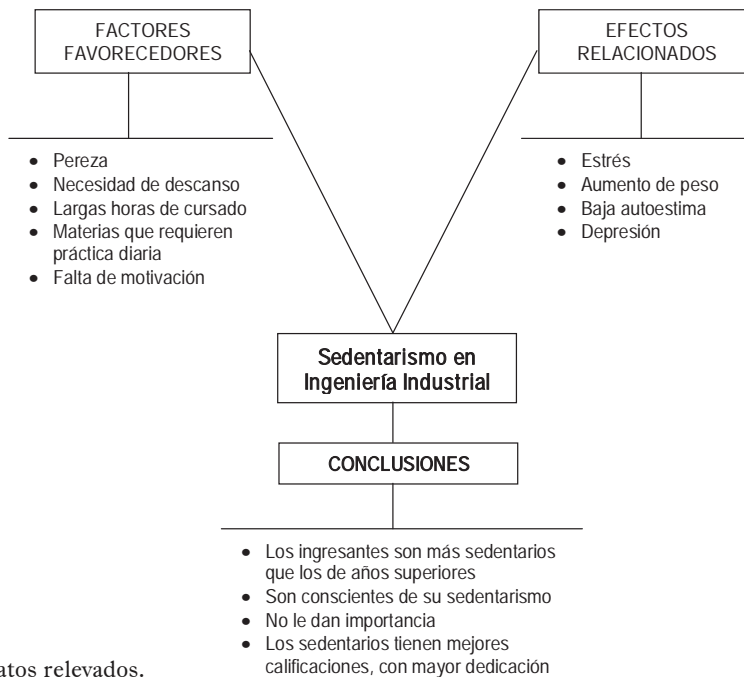 FACTORES
FAVORECEDORES
• Pereza
• Necesidad de descanso
• Largas horas de cursado
• Materias que requieren
práctica diaria
• Falta de motivación
EFECTOS
RELACIONADOS
• Estrés
• Aumento de peso
• Baja autoestima
• Depresión
Sedentarismo en
Ingeniería Industrial
CONCLUSIONES
• Los ingresantes son más sedentarios
que los de años superiores
• Son conscientes de su sedentarismo
• No le dan importancia
• Los sedentarios tienen mejores
calificaciones, con mayor dedicación
atos relevados.